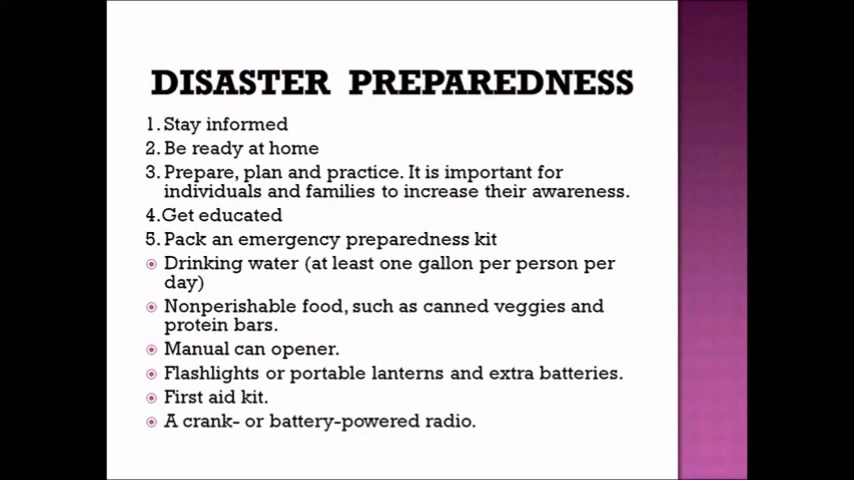 DISASTER PREPAREDNESS
1. Stay informed
2. Be ready at home
3. Prepare, plan and practice. It is important for
individuals and families to increase their awareness.
4.Get educated
5. Pack an emergency preparedness kit
Drinking water (at least one gallon per person per
day)
Nonperishable food, such as canned veggies and
protein bars.
Manual can opener.
Flashlights or portable lanterns and extra batteries.
First aid kit.
A crank- or battery-powered radio.